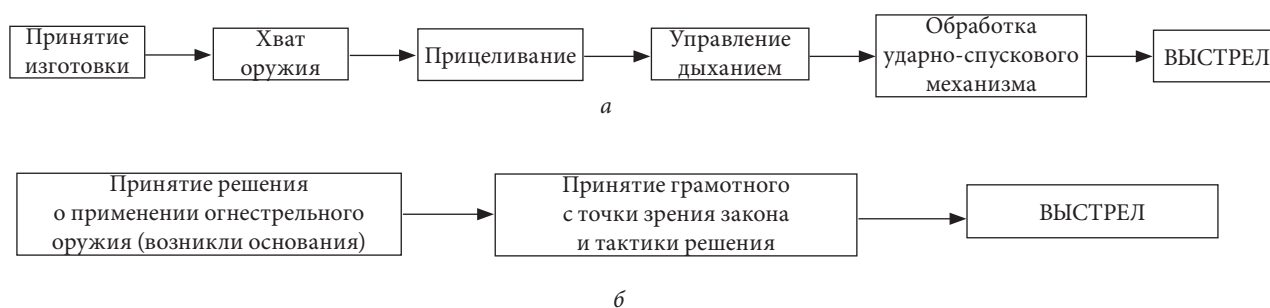 Принятие
изготовки
Хват
оружия
Прицеливание
Управление
дыханием
Обработка
ударно-спускового
механизма
ВЫСТРЕЛ
а
Принятие решения
о применении огнестрельного
оружия (возникли основания)
Принятие грамотного
с точки зрения закона
и тактики решения
ВЫСТРЕЛ
б